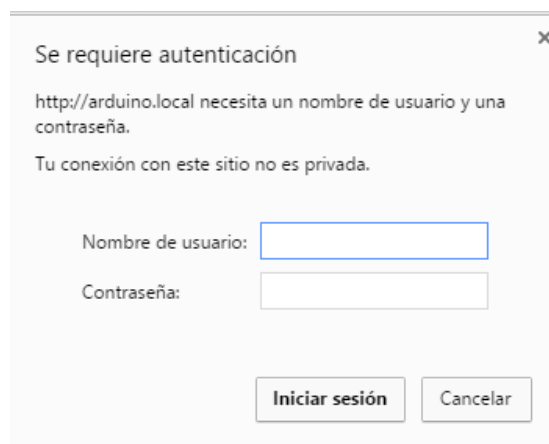 Se requiere autenticación
http://arduino.local necesita un nombre de usuario y una
contraseña.
Tu conexión con este sitio no es privada.
Nombre de usuario:
Contraseña:
Iniciar sesión Cancelar